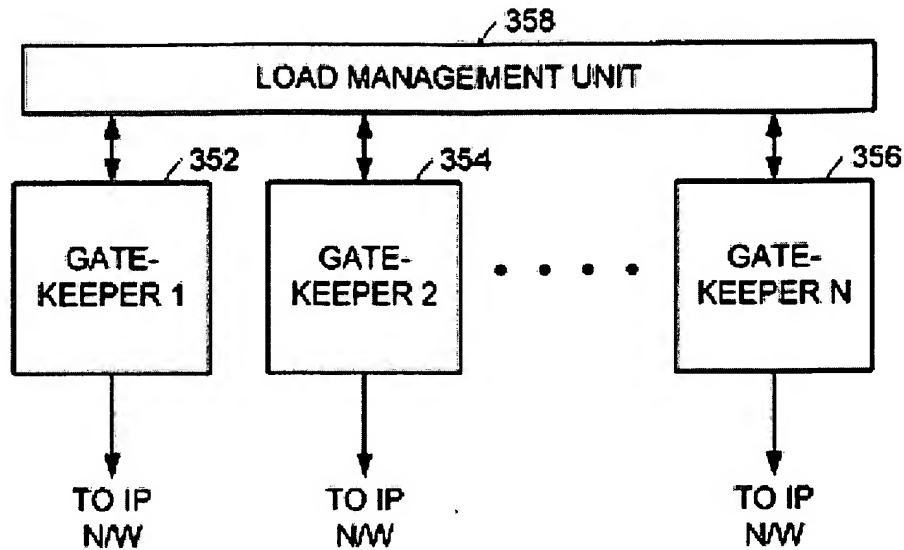 358
LOAD MANAGEMENT UNIT
352
354
356
GATE-
KEEPER 1
GATE-
KEEPER 2
GATE-
KEEPER N
TO IP
N/W
TO IP
N/W
TO IP
N/W